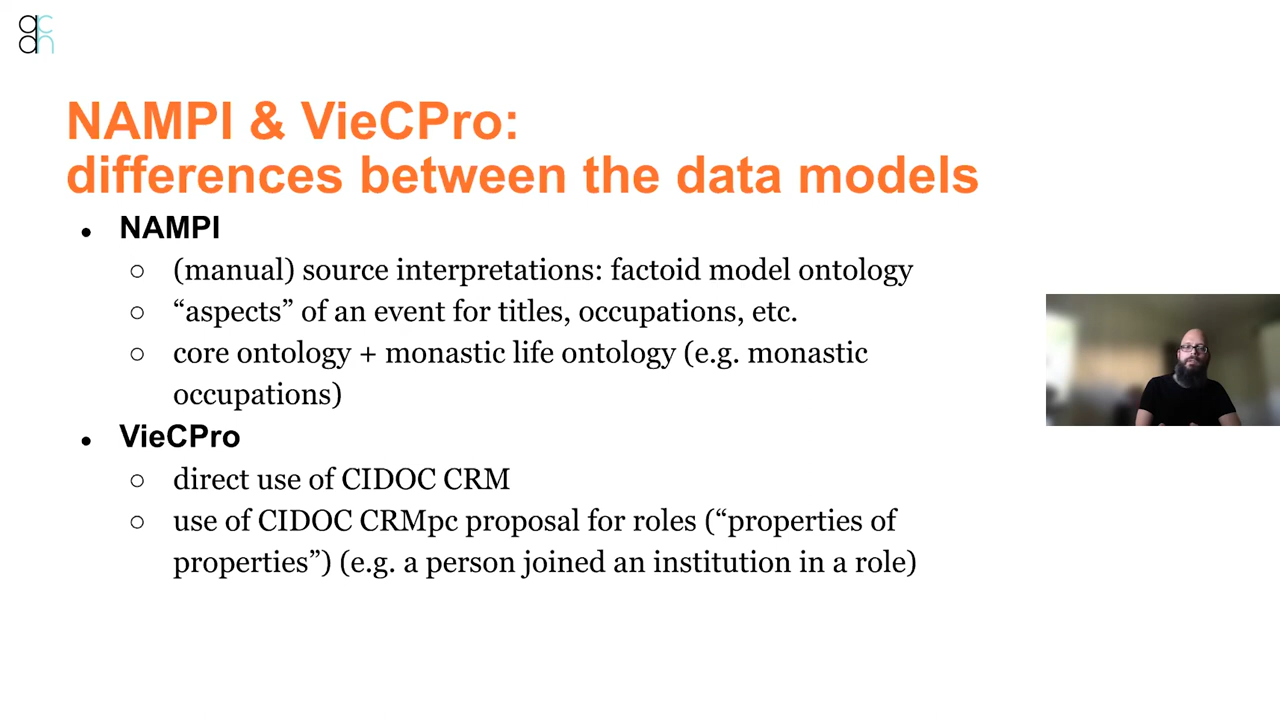 ac
dh
NAMPI & VieCPro:
differences between the data models
● NAMPI
○ (manual) source interpretations: factoid model ontology
○ “aspects” of an event for titles, occupations, etc.
○ core ontology + monastic life ontology (e.g. monastic
occupations)
● VieCPro
○ direct use of CIDOC CRM
○ use of CIDOC CRMpc proposal for roles (“properties of
properties”) (e.g. a person joined an institution in a role)